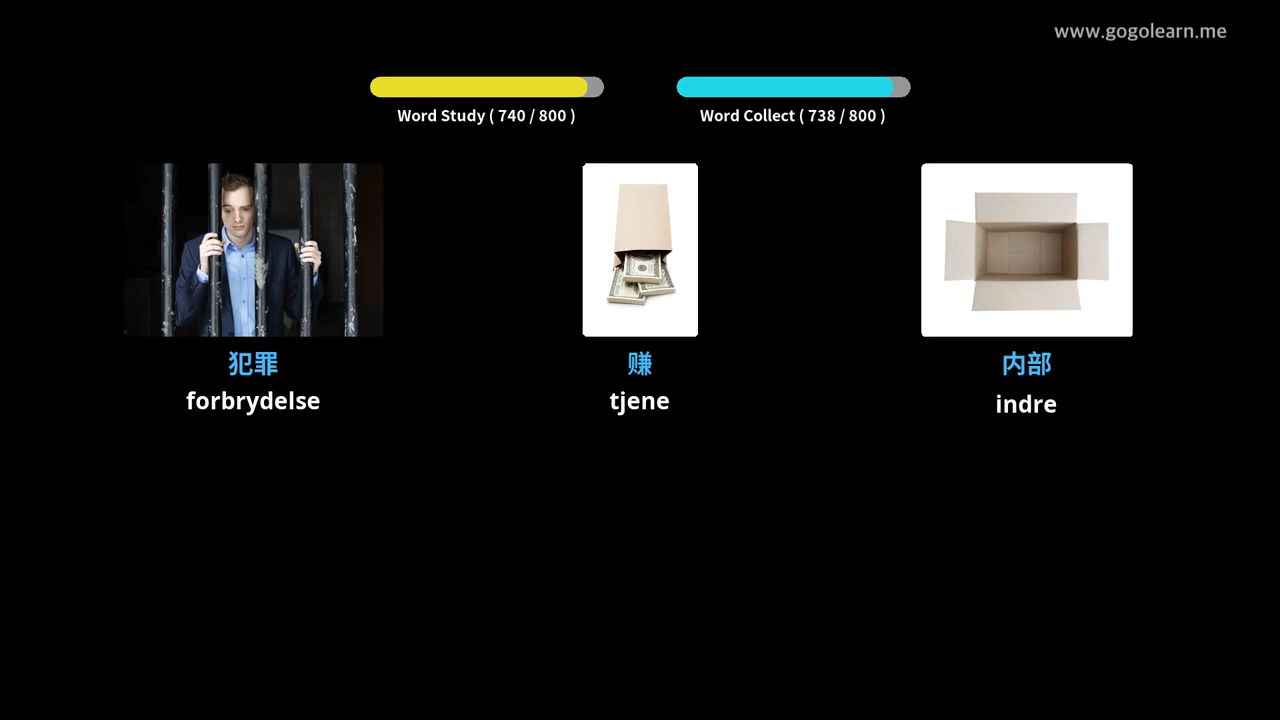 www.gogolearn.me
Word Study ( 740 / 800 )
Word Collect ( 738 / 800 )
犯罪
forbrydelse
赚
tjene
内部
indre